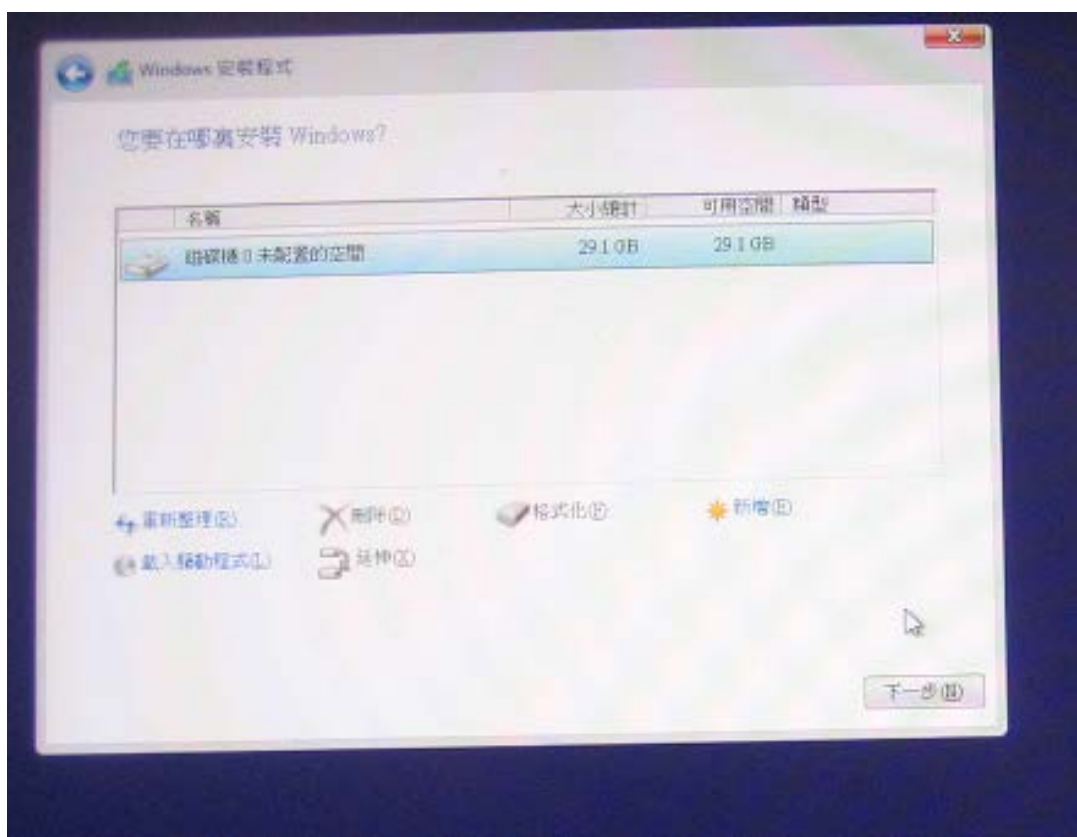 Windows 安裝程式
您要在哪裏安裝 Windows?
名稱 大小總計 可用空間 類型
磁碟機 0 未配置的空間 29.1 GB 29.1 GB
重新整理(R) 刪除(D) 格式化(F) 新增(E)
載入驅動程式(L) 延伸(X)
下一步(N)